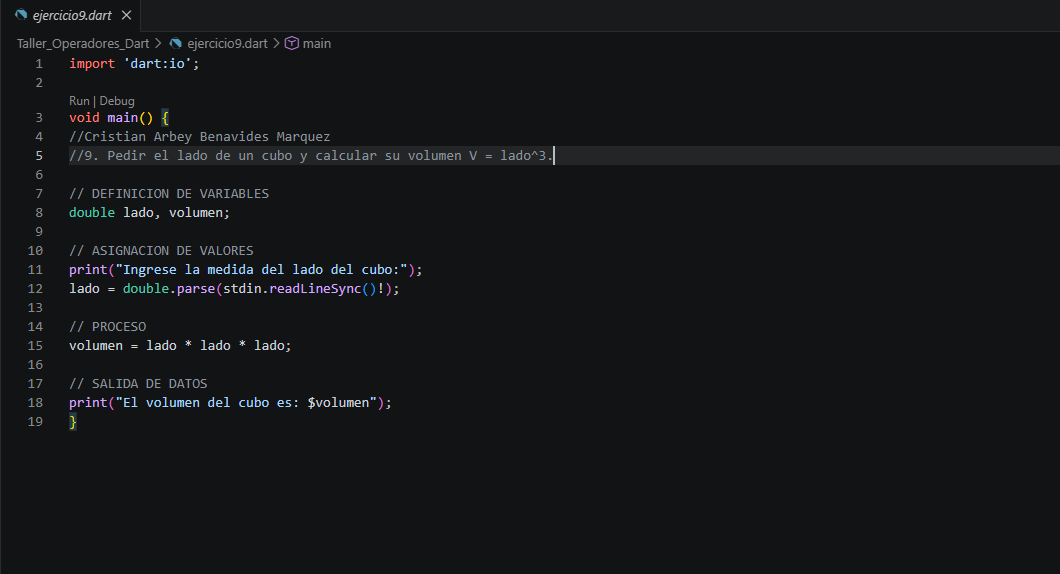 ejercicio9.dart
Taller_Operadores_Dart > ejercicio9.dart > main
1 import 'dart:io';
2
Run | Debug
3 void main() {
4 //Cristian Arbey Benavides Marquez
5 //9. Pedir el lado de un cubo y calcular su volumen V = lado^3.
6
7 // DEFINICION DE VARIABLES
8 double lado, volumen;
9
10 // ASIGNACION DE VALORES
11 print("Ingrese la medida del lado del cubo:");
12 lado = double.parse(stdin.readLineSync()!);
13
14 // PROCESO
15 volumen = lado * lado * lado;
16
17 // SALIDA DE DATOS
18 print("El volumen del cubo es: $volumen");
19 }